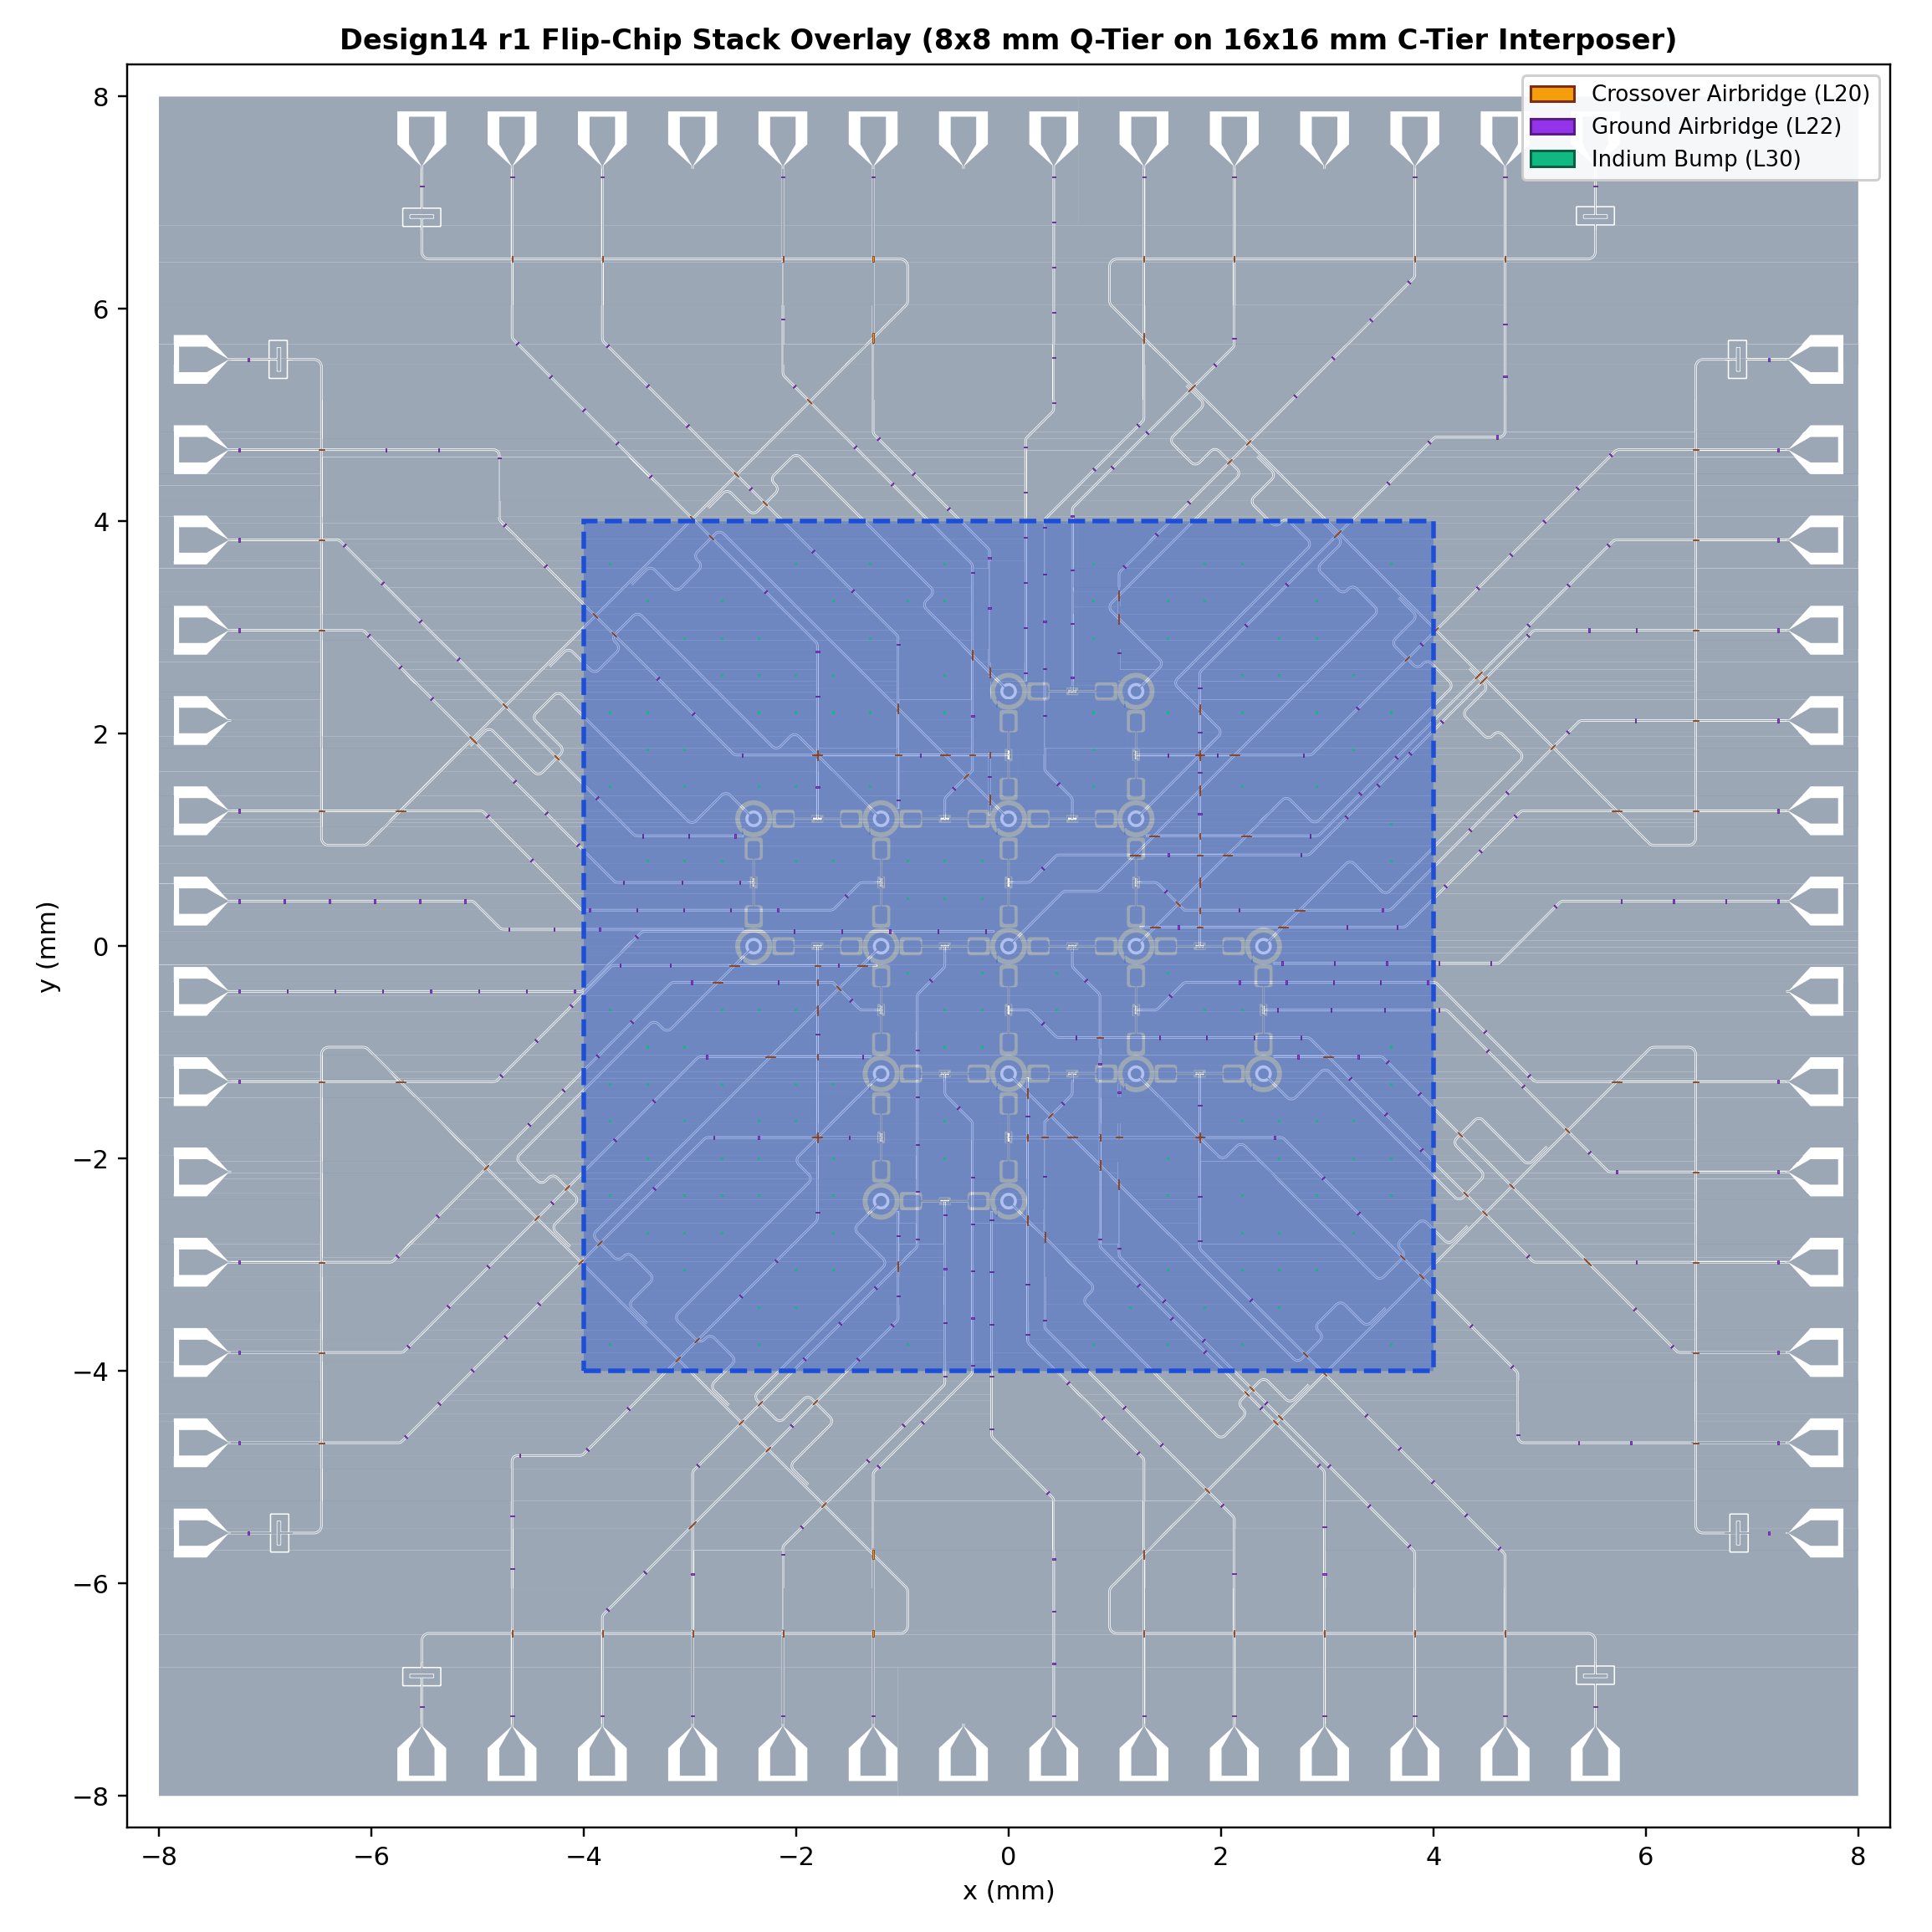 Design14 r1 Flip-Chip Stack Overlay (8x8 mm Q-Tier on 16x16 mm C-Tier Interposer)
Crossover Airbridge (L20)
Ground Airbridge (L22)
Indium Bump (L30)
y (mm)
8
6
4
2
0
−2
−4
−6
−8
−8 −6 −4 −2 0 2 4 6 8
x (mm)